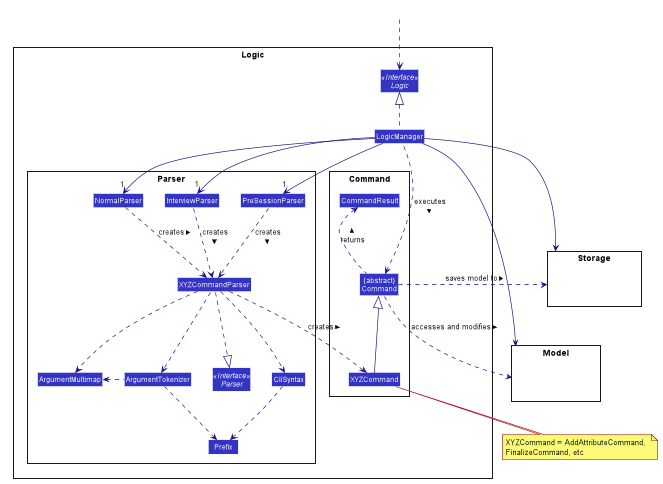 Logic
«Interface»
Logic
LogicManager
1
1
1
Parser
Command
NormalParser
InterviewParser
PreSessionParser
CommandResult
executes
creates
creates
creates
returns
Storage
XYZCommandParser
{abstract}
Command
saves model to
creates
accesses and modifies
Model
ArgumentMultimap
ArgumentTokenizer
«Interface»
Parser
CliSyntax
XYZCommand
Prefix
XYZCommand = AddAttributeCommand,
FinalizeCommand, etc